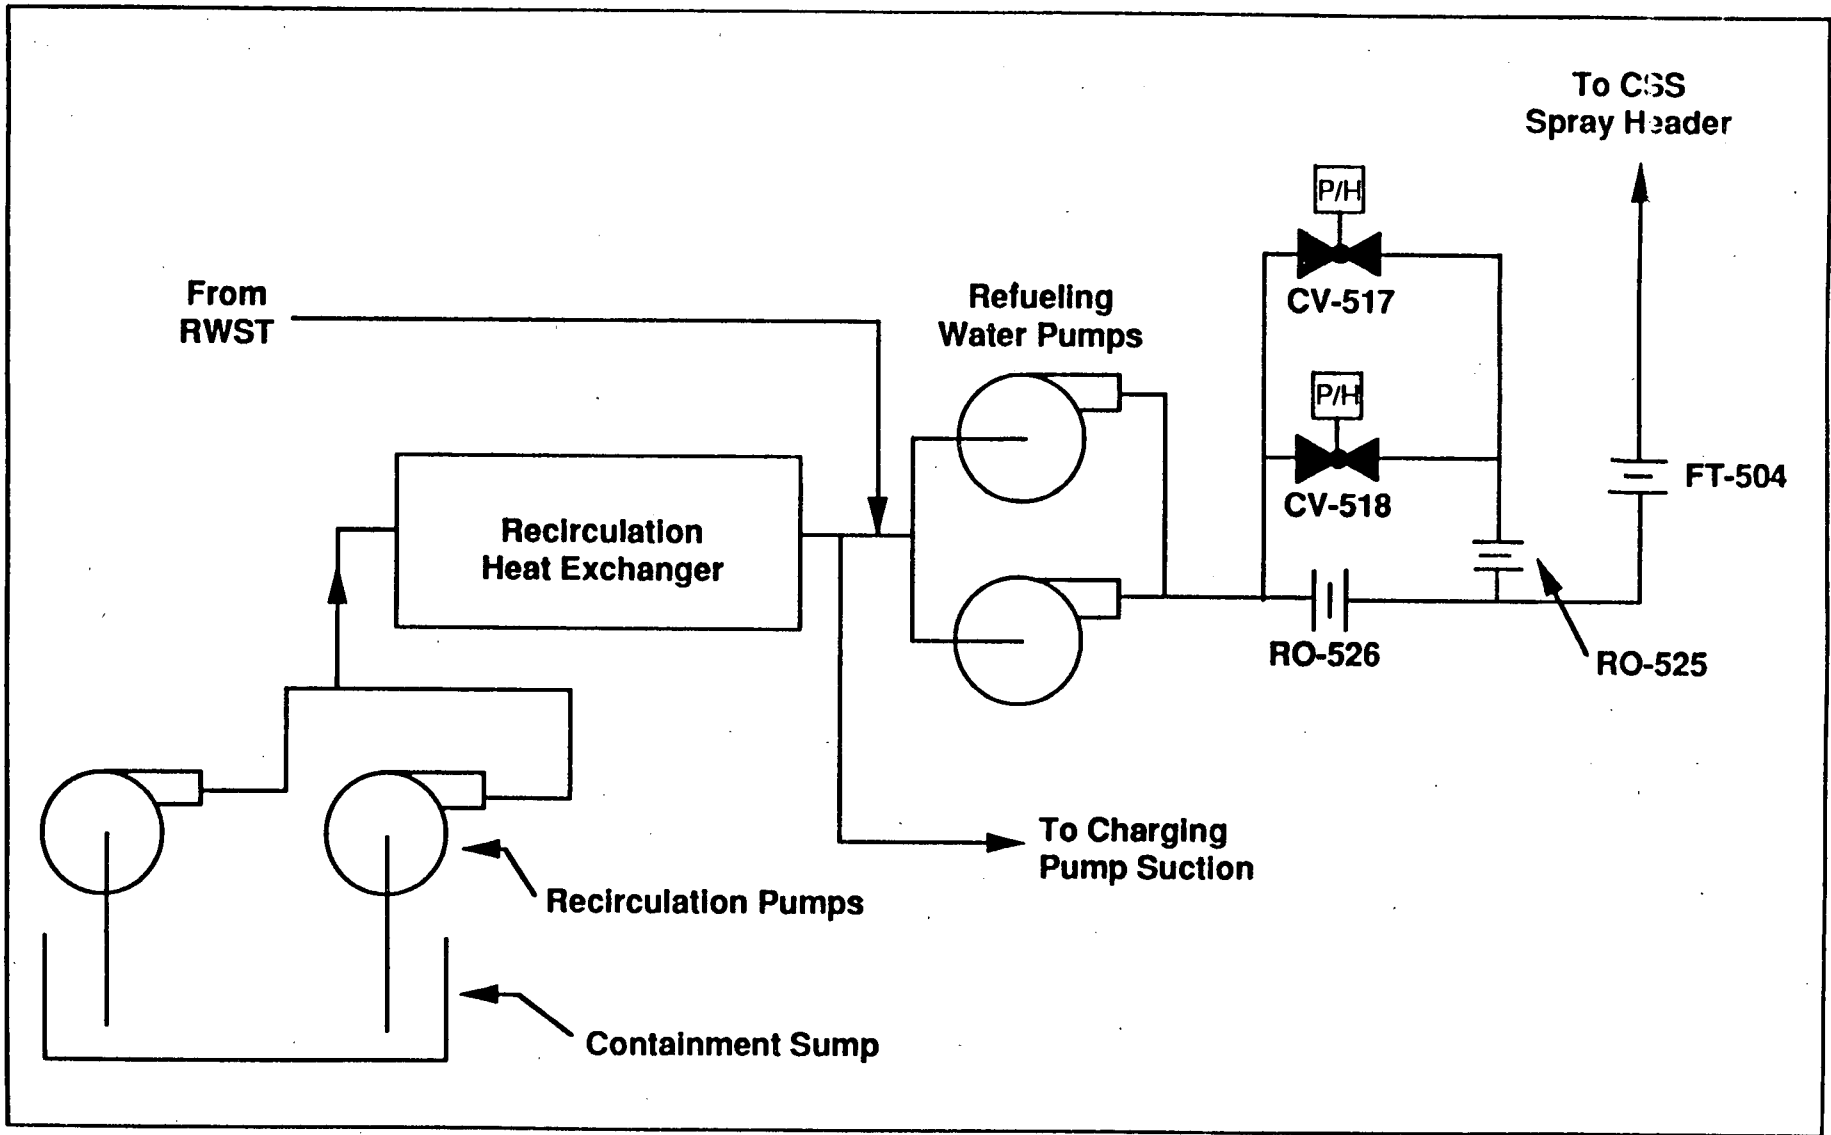 To CSS
Spray Header
P/H
CV-517
From
RWST
Refueling
Water Pumps
P/H
CV-518
FT-504
Recirculation
Heat Exchanger
RO-526
RO-525
To Charging
Pump Suction
Recirculation Pumps
Containment Sump